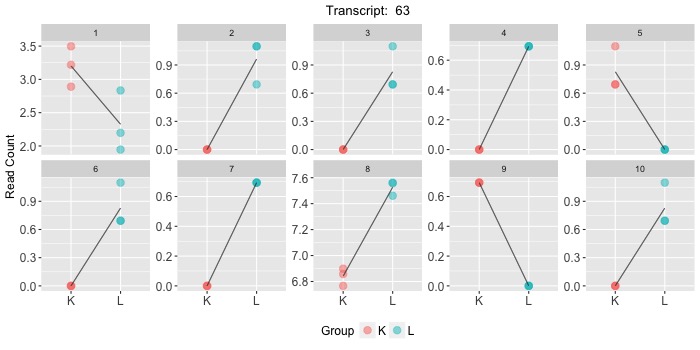 Transcript: 63
1 2 3 4 5
3.5 0.9 0.9 0.6 0.9
3.0 0.6 0.6 0.4 0.6
2.5 0.3 0.3 0.2 0.3
2.0 0.0 0.0 0.0 0.0
Read Count
6 7 8 9 10
0.9 0.6 7.6 0.6 0.9
0.6 0.4 7.4 0.4 0.6
0.3 0.2 7.2 0.2 0.3
0.0 0.0 7.0 0.0 0.0
6.8
K L K L K L K L K L
Group K L